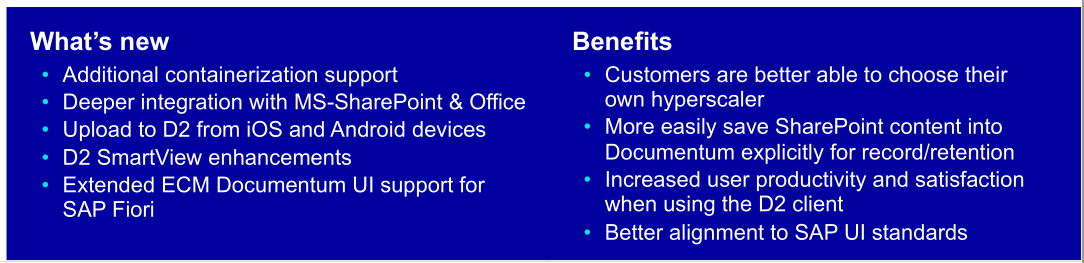 What's new
• Additional containerization support
• Deeper integration with MS-SharePoint & Office
• Upload to D2 from iOS and Android devices
• D2 SmartView enhancements
• Extended ECM Documentum UI support for
SAP Fiori
Benefits
• Customers are better able to choose their
own hyperscaler
• More easily save SharePoint content into
Documentum explicitly for record/retention
• Increased user productivity and satisfaction
when using the D2 client
• Better alignment to SAP UI standards